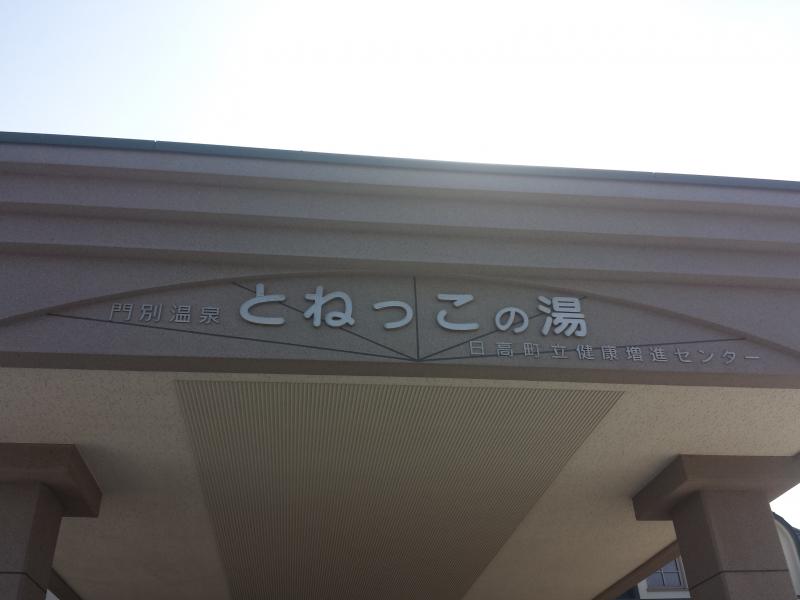 門別温泉 とねっこの湯
日高町立健康増進センター